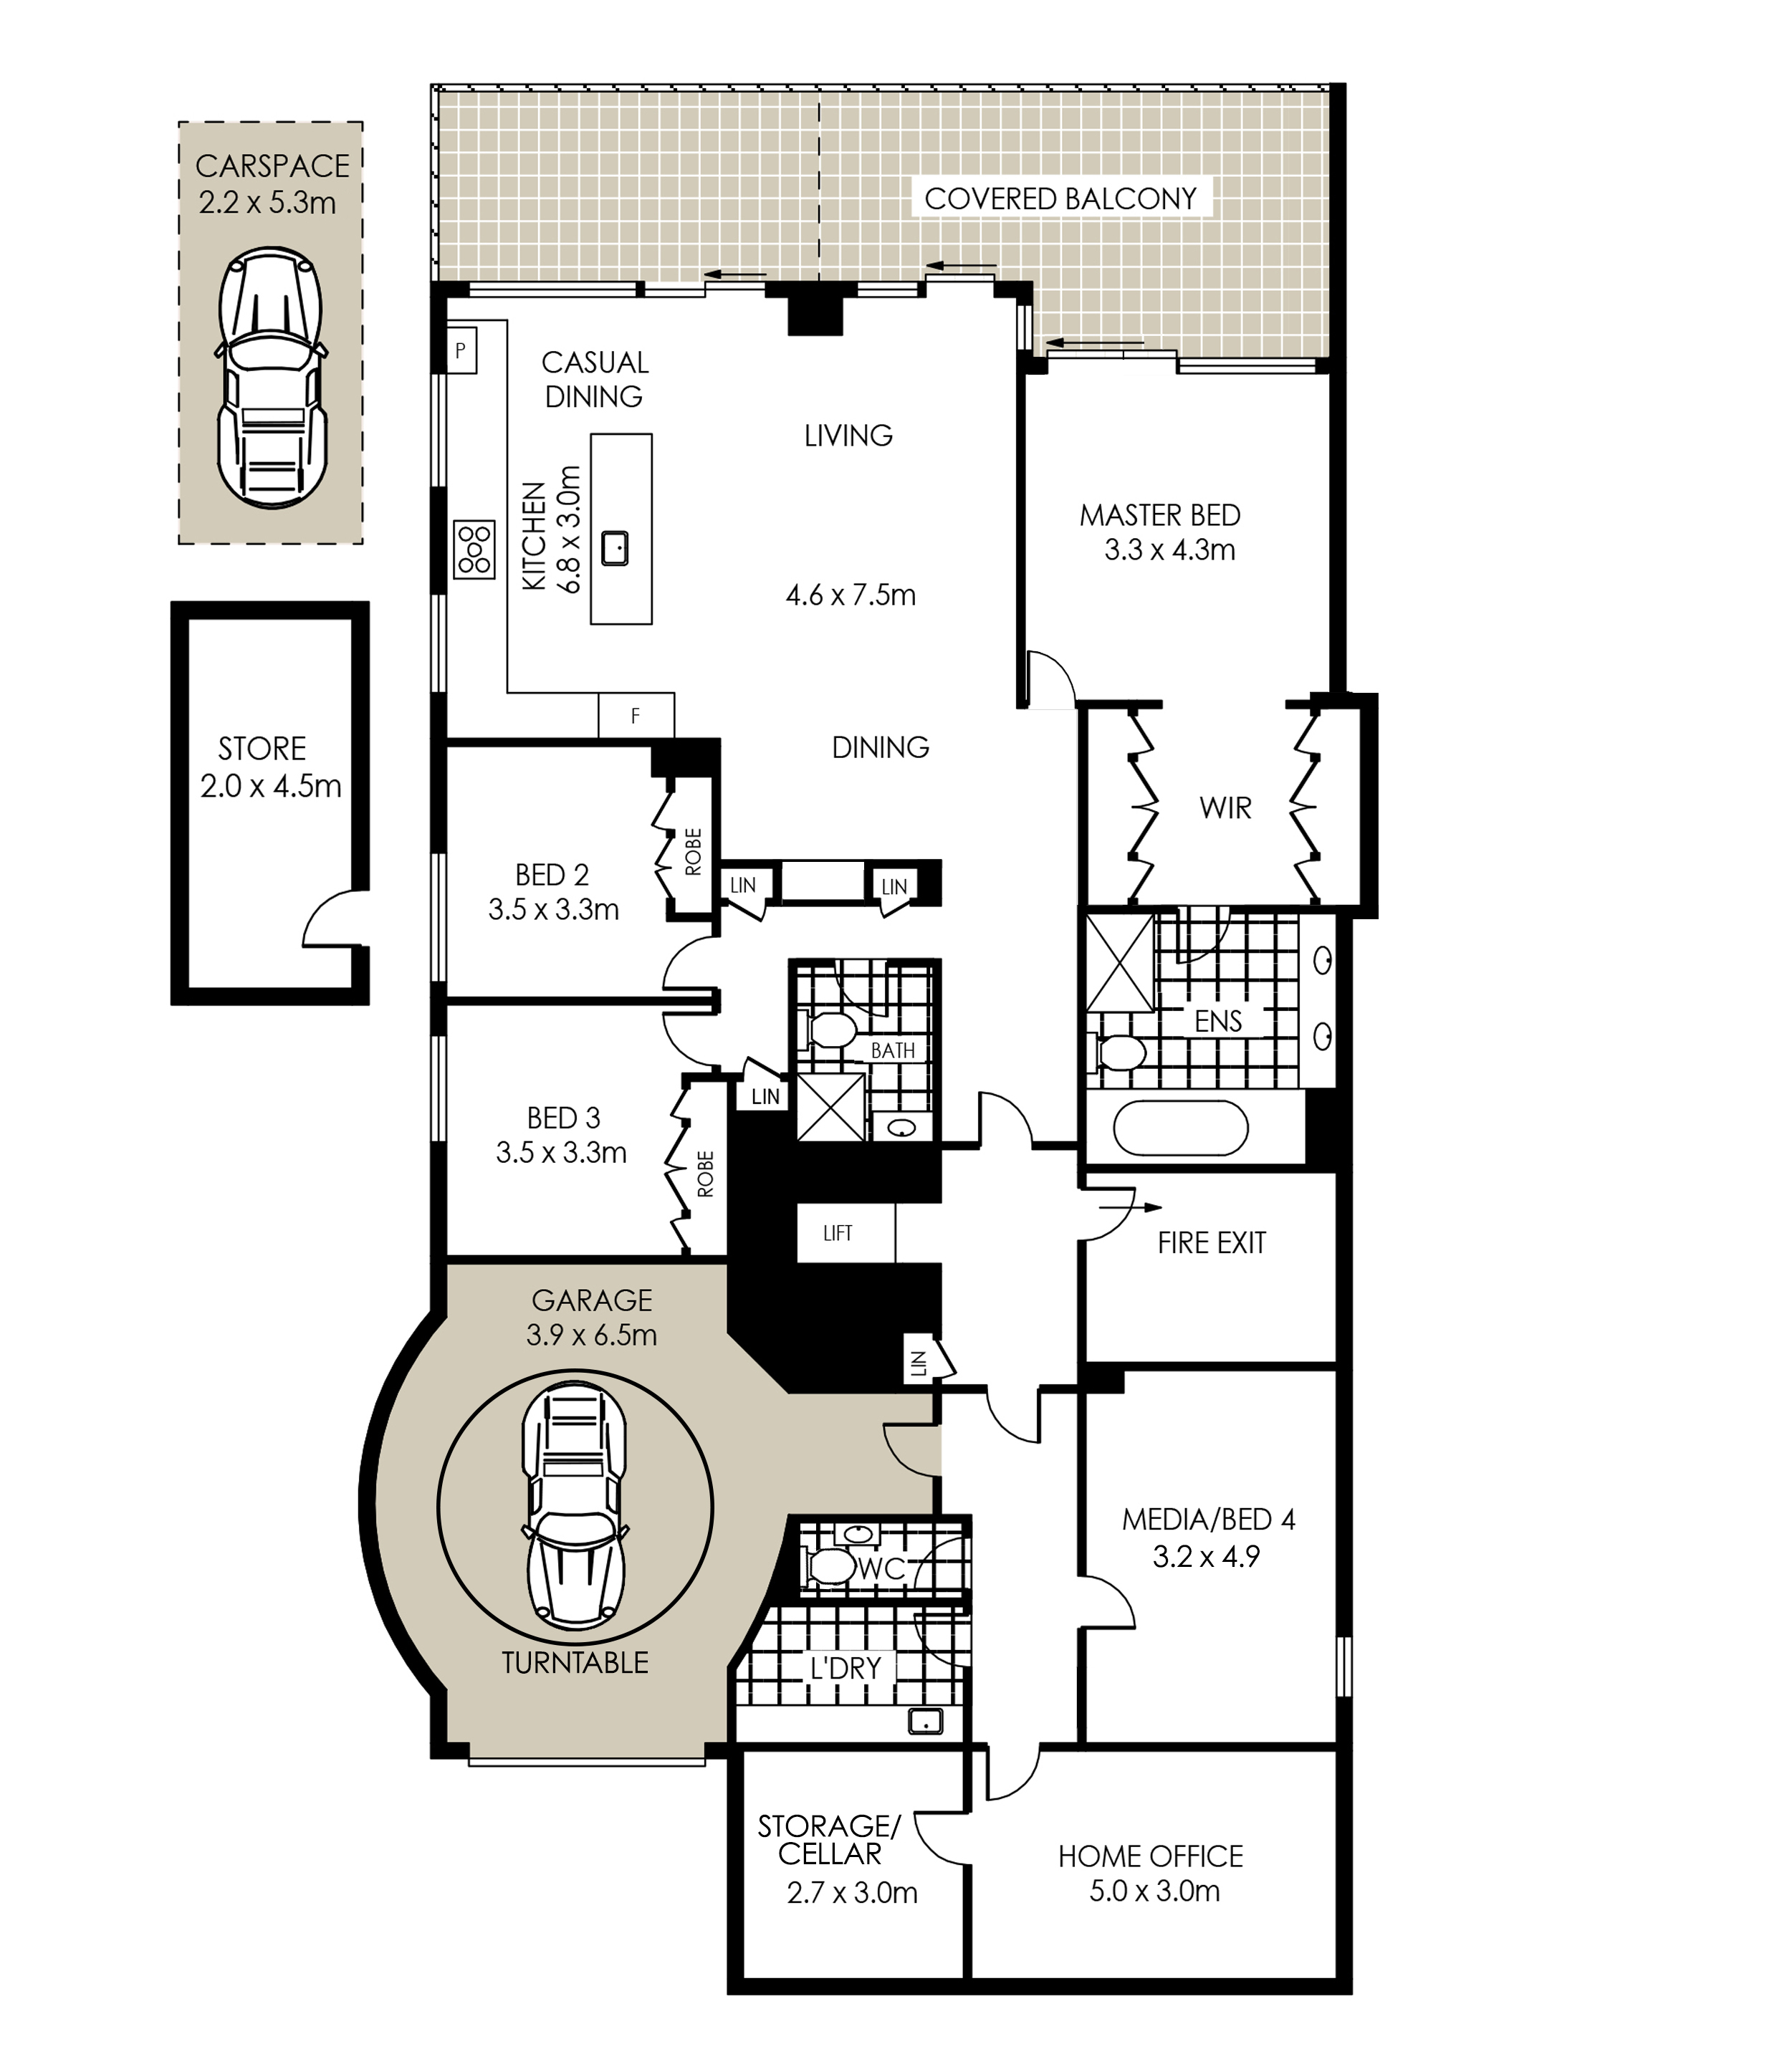 CARSPACE
2.2 x 5.3m
COVERED BALCONY
P
CASUAL
DINING
LIVING
KITCHEN
6.8 x 3.0m
MASTER BED
3.3 x 4.3m
4.6 x 7.5m
F
STORE
2.0 x 4.5m
DINING
WIR
ROBE
BED 2
3.5 x 3.3m
LIN
LIN
ENS
BATH
LIN
BED 3
3.5 x 3.3m
ROBE
LIFT
FIRE EXIT
GARAGE
3.9 x 6.5m
LIN
MEDIA/BED 4
3.2 x 4.9
WC
TURNTABLE
L'DRY
STORAGE/
CELLAR
2.7 x 3.0m
HOME OFFICE
5.0 x 3.0m